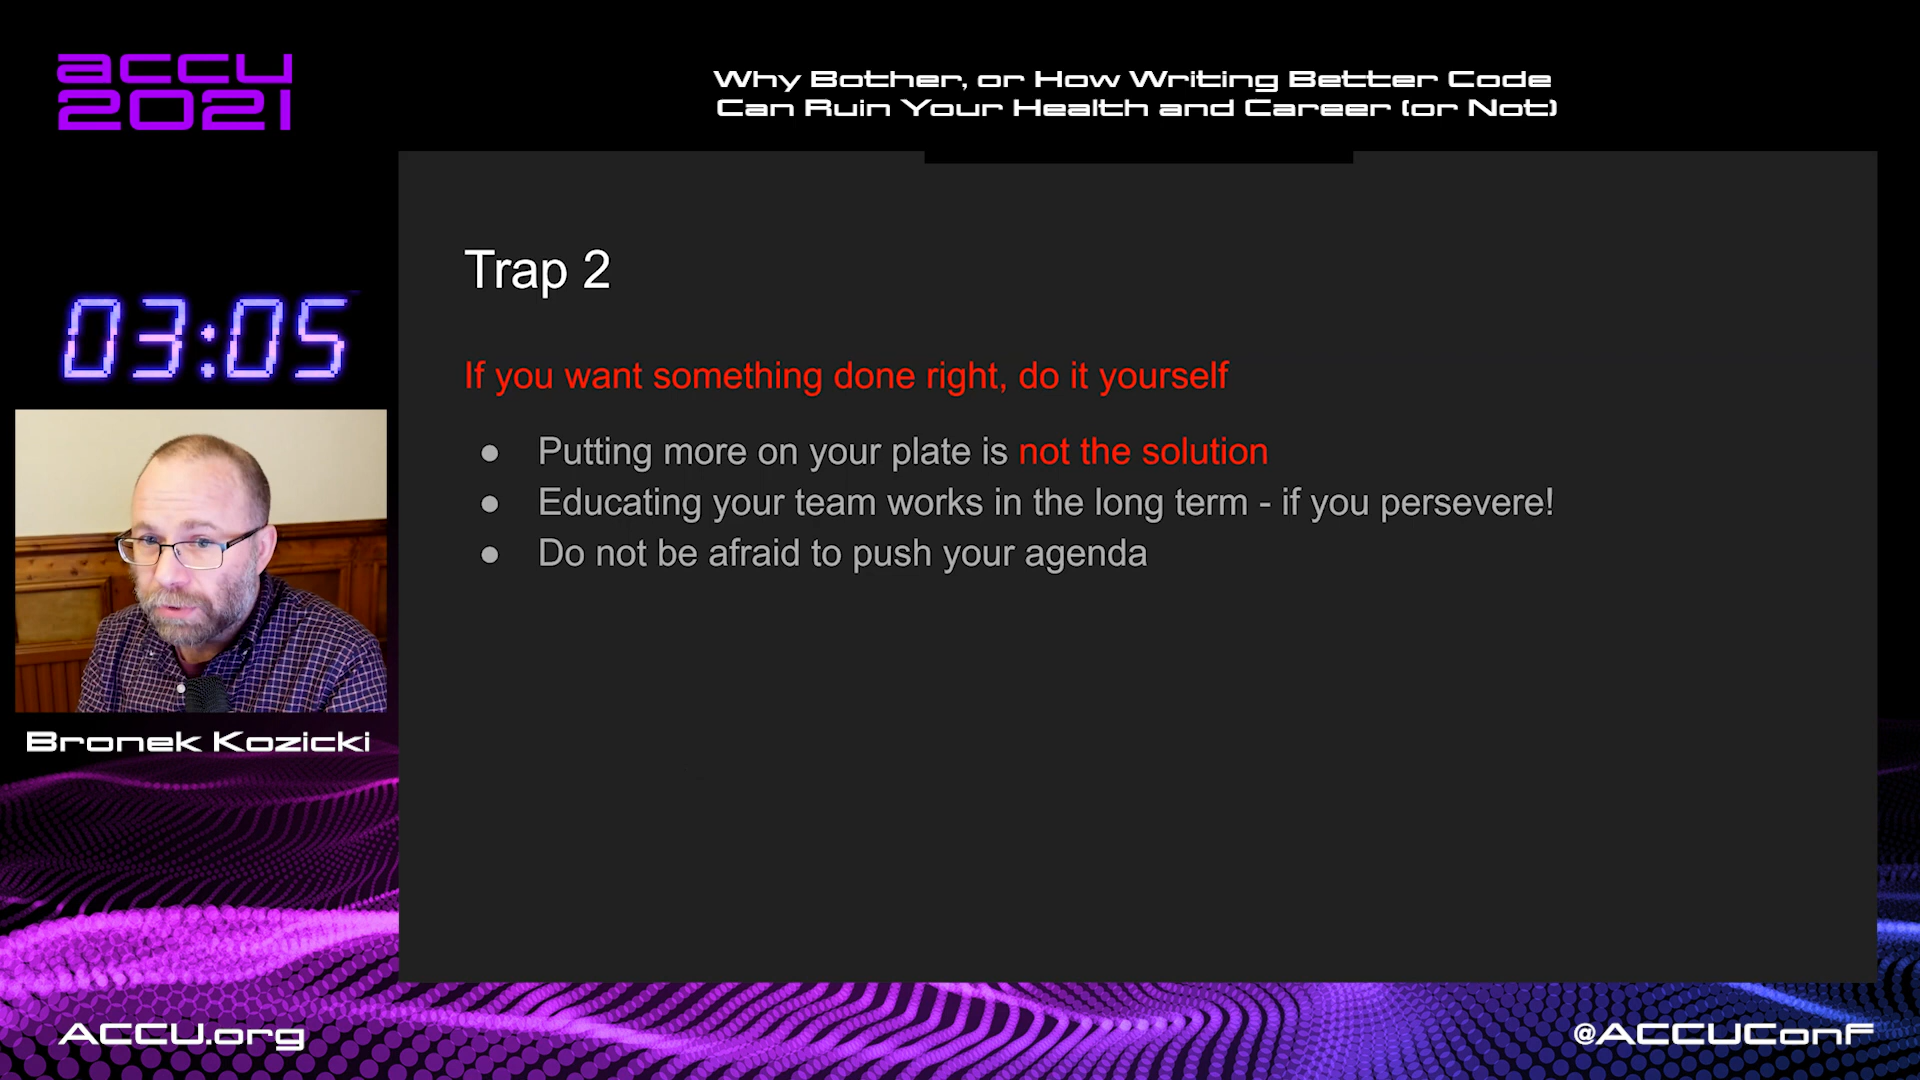 accu
2021
Why Bother, or How Writing Better Code
Can Ruin Your Health and Career (or Not)
03:05
Trap 2
If you want something done right, do it yourself
● Putting more on your plate is not the solution
● Educating your team works in the long term - if you persevere!
● Do not be afraid to push your agenda
Bronek Kozicki
ACCU.org
@ACCUConf